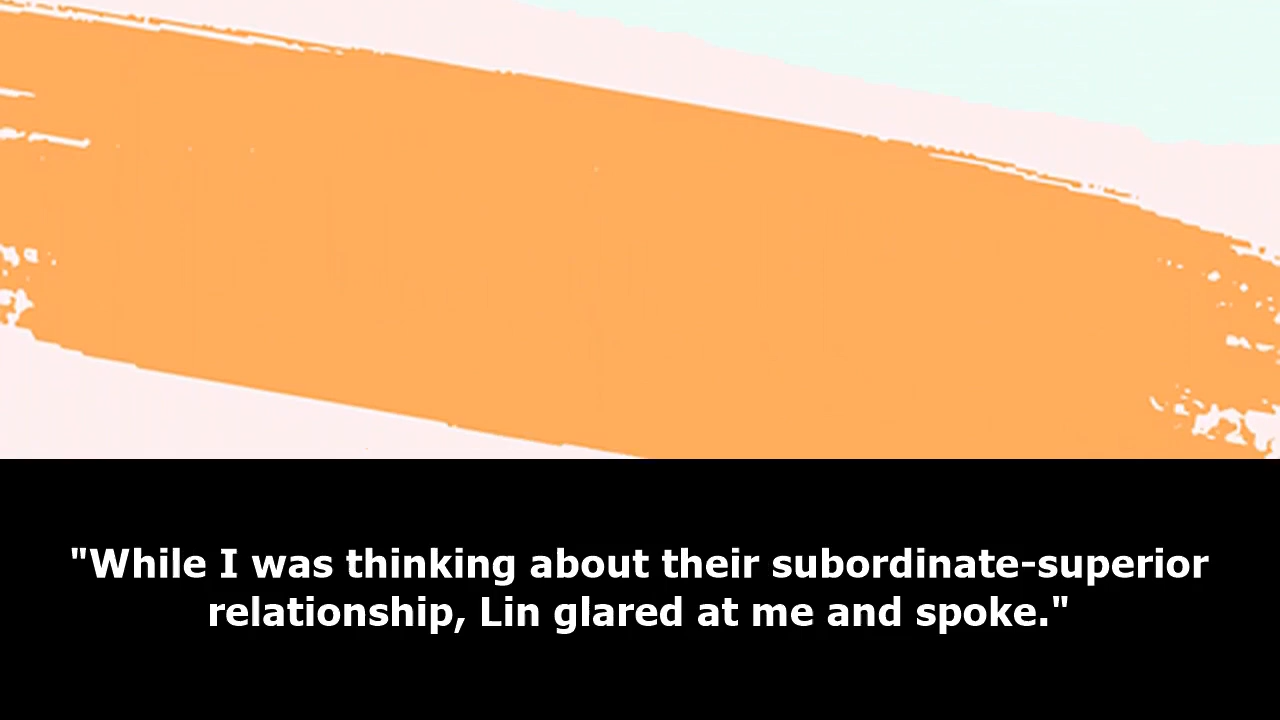 "While I was thinking about their subordinate-superior
relationship, Lin glared at me and spoke."